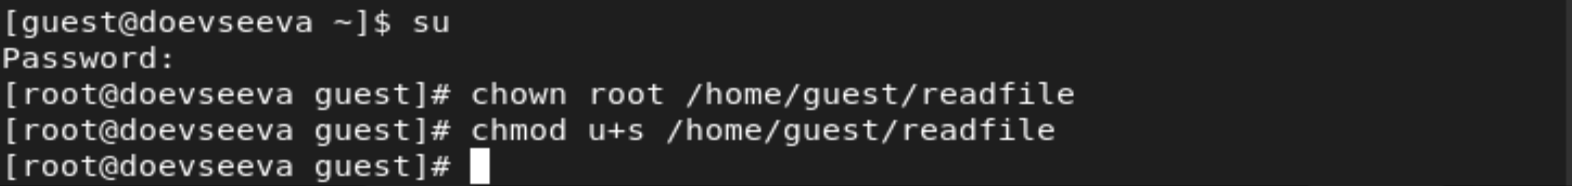 [guest@doevseeva ~]$ su
Password:
[root@doevseeva guest]# chown root /home/guest/readfile
[root@doevseeva guest]# chmod u+s /home/guest/readfile
[root@doevseeva guest]#